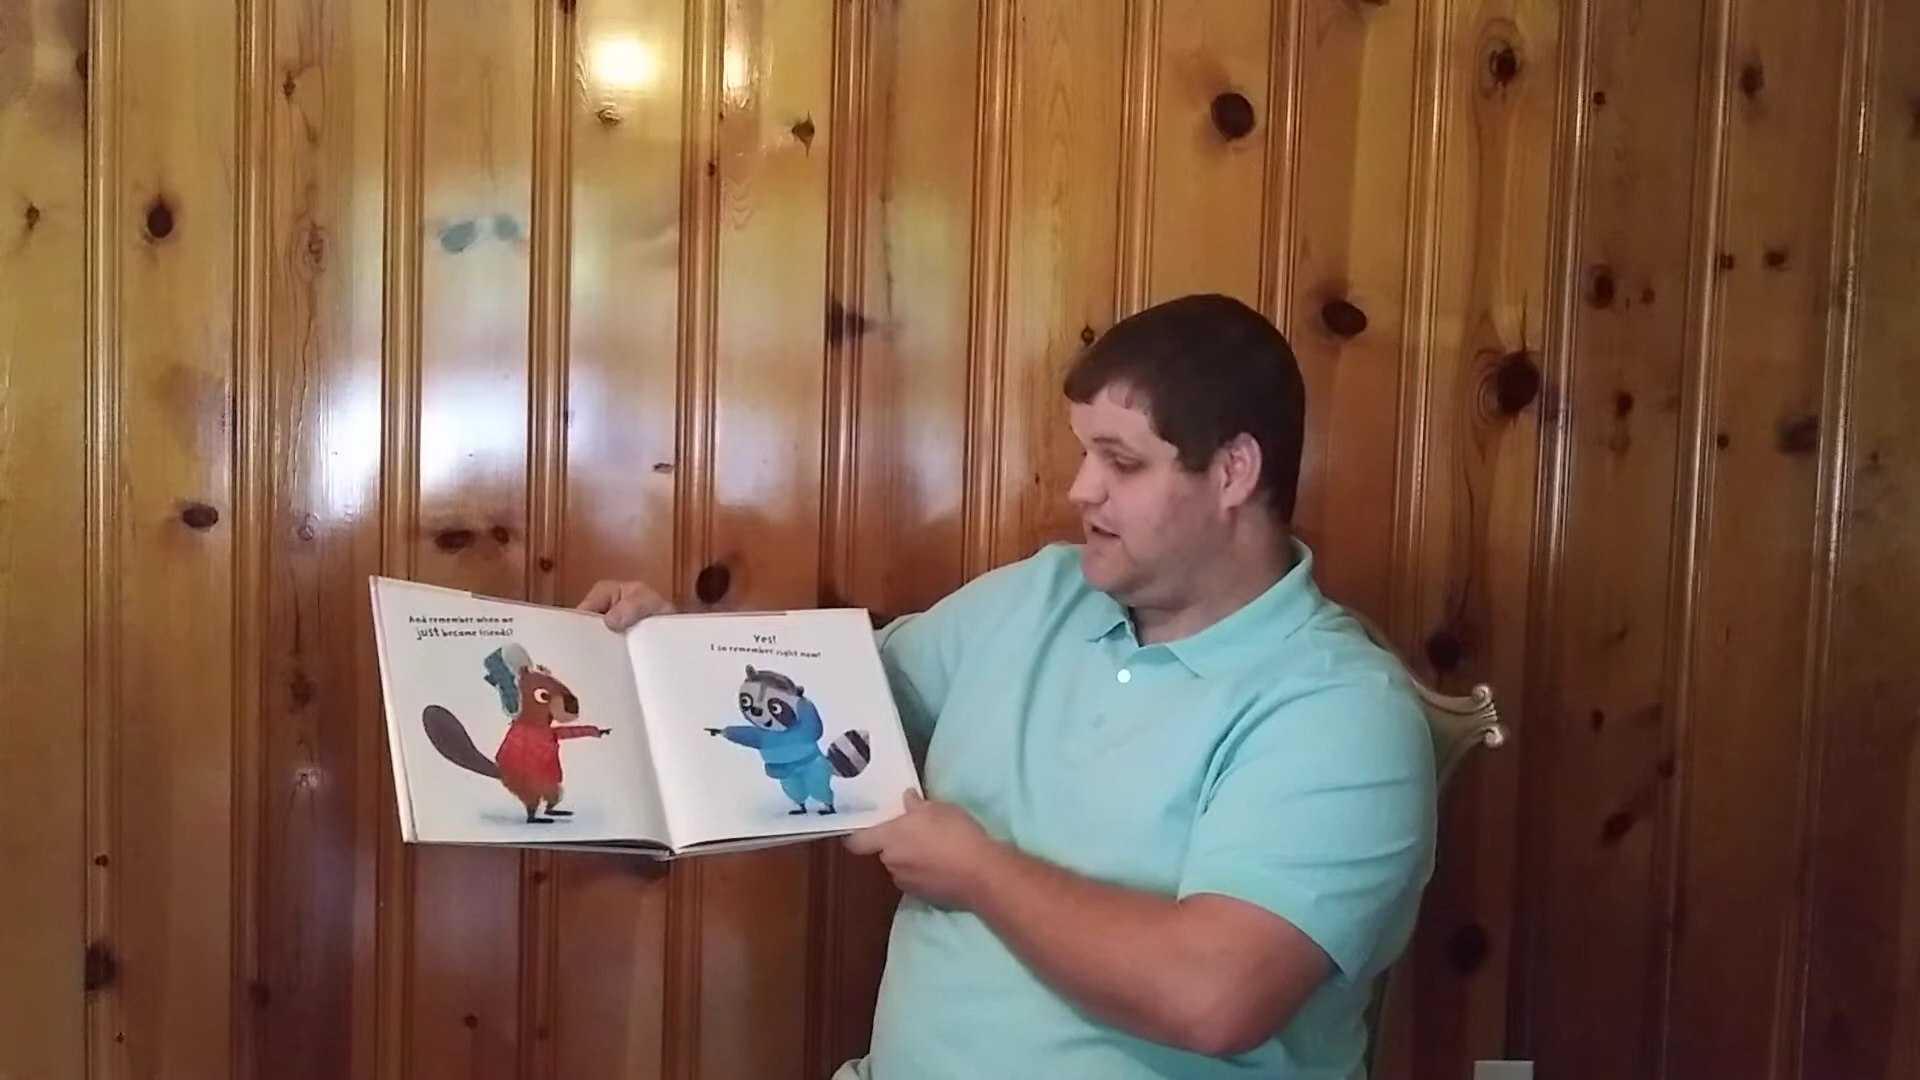 And remember when we
just became friends?
Yes!
I so remember right now!